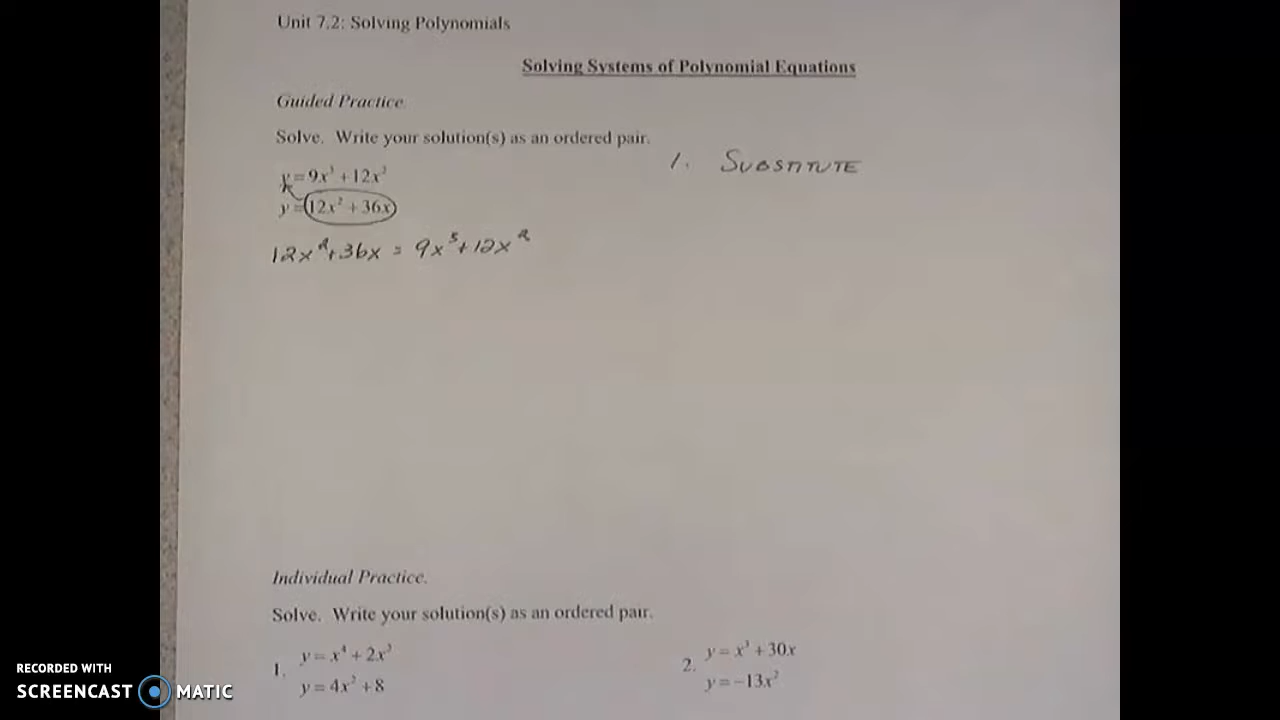 Unit 7.2: Solving Polynomials
Solving Systems of Polynomial Equations
Guided Practice.
Solve. Write your solution(s) as an ordered pair.
1. SUBSTITUTE
y = 9x³ + 12x²
y = 12x² + 36x
12x² + 36x = 9x³ + 12x²
Individual Practice.
Solve. Write your solution(s) as an ordered pair.
1. y = x⁴ + 2x³
y = 4x² + 8
2. y = x³ + 30x
y = −13x²
RECORDED WITH
SCREENCAST MATIC